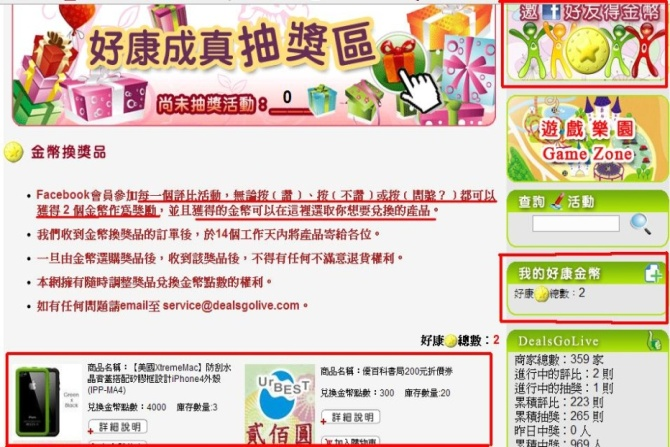 好康成真抽獎區
尚未抽獎活動： 0
邀 f 好友得金幣
遊戲樂園
Game Zone
金幣換獎品
• Facebook會員參加每一個評比活動，無論按（讚）、按（不讚）或按（問號？）都可以
獲得 2 個金幣作為獎勵，並且獲得的金幣可以在這裡選取你想要兌換的產品。
• 我們收到金幣換獎品的訂單後，於14個工作天內將產品寄給各位。
• 一旦由金幣選購獎品後，收到該獎品後，不得有任何不滿意退貨權利。
• 本網擁有隨時調整獎品兌換金幣點數的權利。
• 如有任何問題請email至 service@dealsgolive.com。
查詢 活動
我的好康金幣
好康 總數：2
好康 總數：2
商品名稱：【美國XtremeMac】防刮水
晶背蓋搭配矽膠框設計iPhone4外殼
(IPP-MA4)
兌換金幣點數：4000 庫存數量:3
詳細說明
Green
x
Black
URBEST
貳佰圓
商品名稱：優百科書局200元折價券
兌換金幣點數：300 庫存數量:20
詳細說明
加入購物車
DealsGoLive
商家總數：359 家
進行中的評比：2 則
進行中的抽獎：1 則
累積評比：223 則
累積抽獎：265 則
昨日中獎：0 人
累積中獎：969 人